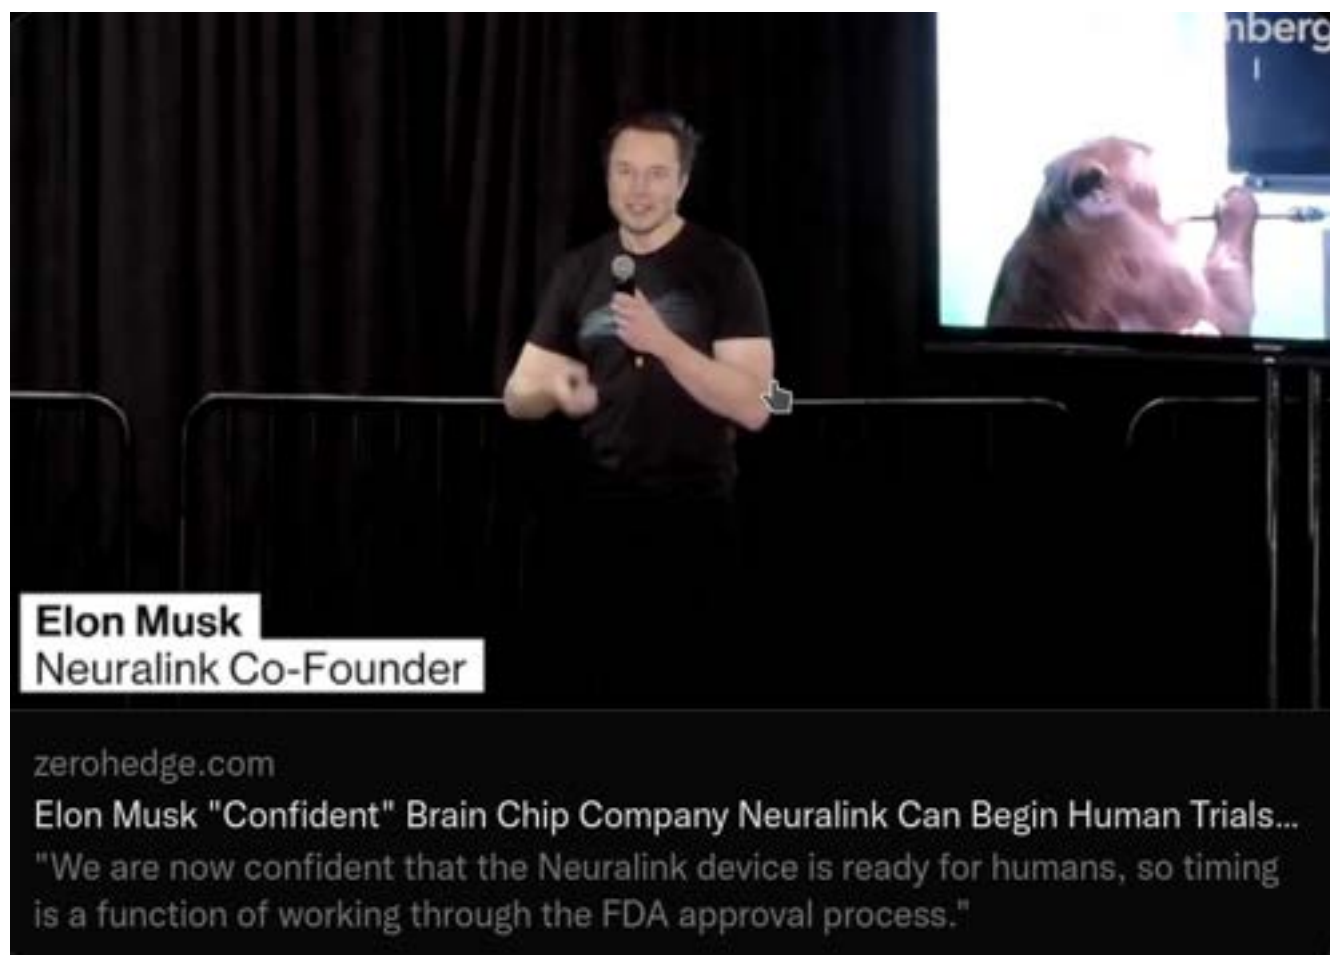 Elon Musk
Neuralink Co-Founder
zerohedge.com
Elon Musk "Confident" Brain Chip Company Neuralink Can Begin Human Trials...
"We are now confident that the Neuralink device is ready for humans, so timing
is a function of working through the FDA approval process."